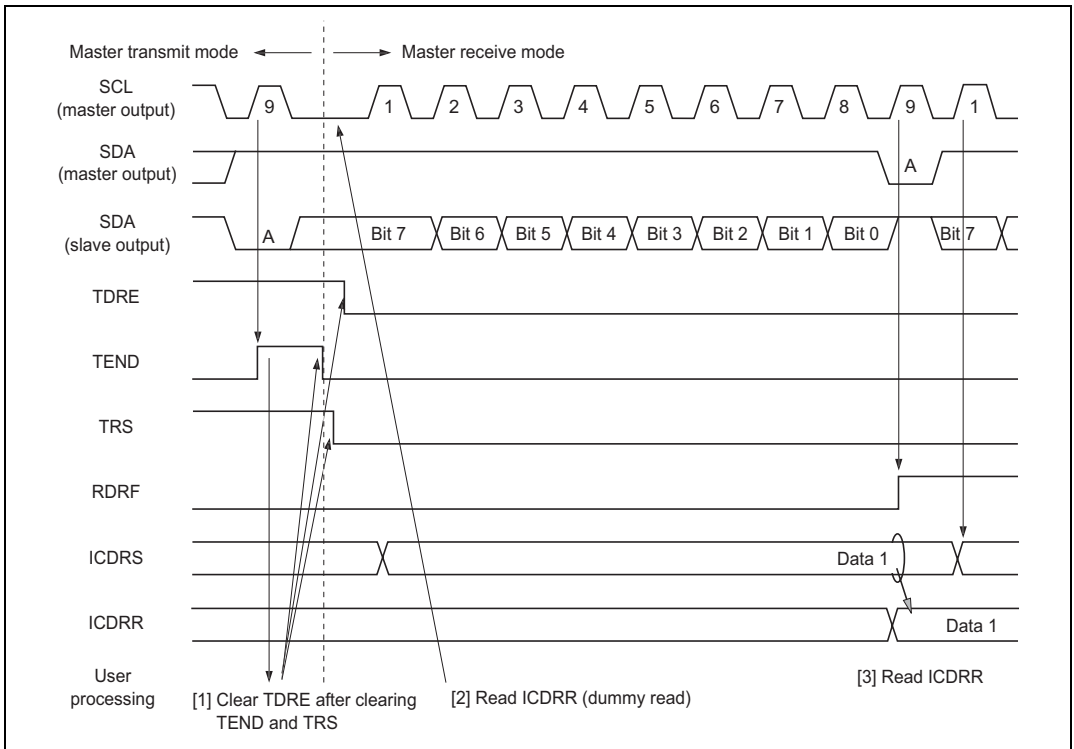 Master transmit mode
Master receive mode
SCL
(master output)
9 1 2 3 4 5 6 7 8 9 1
SDA
(master output)
A
SDA
(slave output)
A Bit 7 Bit 6 Bit 5 Bit 4 Bit 3 Bit 2 Bit 1 Bit 0 Bit 7
TDRE
TEND
TRS
RDRF
ICDRS
Data 1
ICDRR
Data 1
User
processing
[1] Clear TDRE after clearing
TEND and TRS
[2] Read ICDRR (dummy read)
[3] Read ICDRR